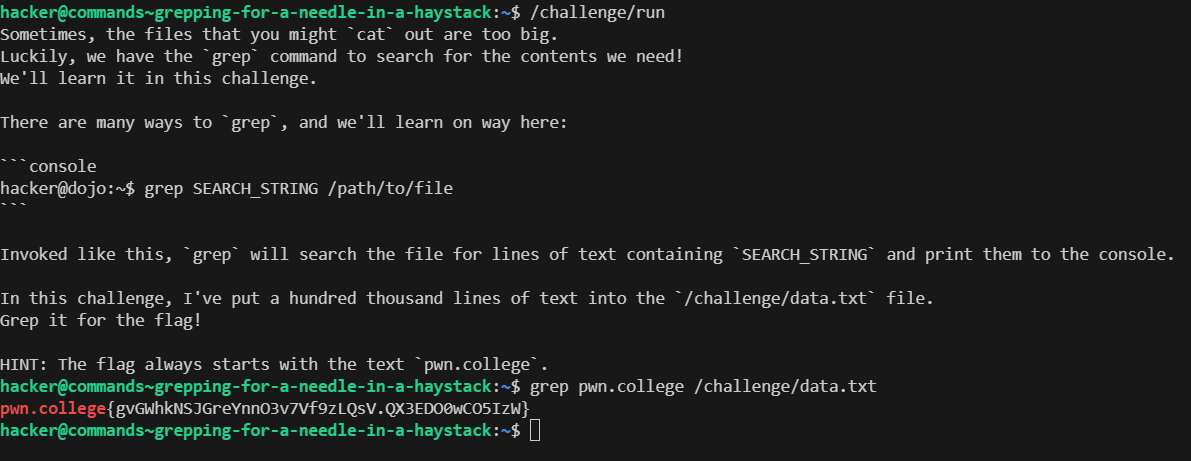 hacker@commands~grepping-for-a-needle-in-a-haystack:~$ /challenge/run
Sometimes, the files that you might `cat` out are too big.
Luckily, we have the `grep` command to search for the contents we need!
We'll learn it in this challenge.
There are many ways to `grep`, and we'll learn on way here:
```console
hacker@dojo:~$ grep SEARCH_STRING /path/to/file
```
Invoked like this, `grep` will search the file for lines of text containing `SEARCH_STRING` and print them to the console.
In this challenge, I've put a hundred thousand lines of text into the `/challenge/data.txt` file.
Grep it for the flag!
HINT: The flag always starts with the text `pwn.college`.
hacker@commands~grepping-for-a-needle-in-a-haystack:~$ grep pwn.college /challenge/data.txt
pwn.college{gvGWhkNSJGreYnnO3v7Vf9zLQsV.QX3EDO0wCO5IzW}
hacker@commands~grepping-for-a-needle-in-a-haystack:~$